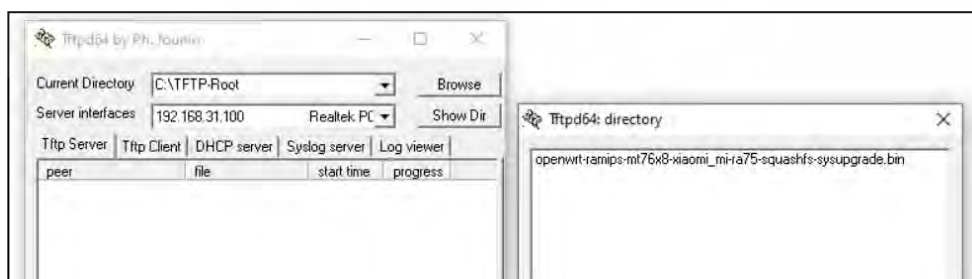 Tftpd64 by Ph. Jounin
Current Directory C:\TFTP-Root Browse
Server interfaces 192.168.31.100 Realtek PC Show Dir
Tftp Server Tftp Client DHCP server Syslog server Log viewer
peer file start time progress
Tftpd64: directory
openwrt-ramips-mt76x8-xiaomi_mi-ra75-squashfs-sysupgrade.bin